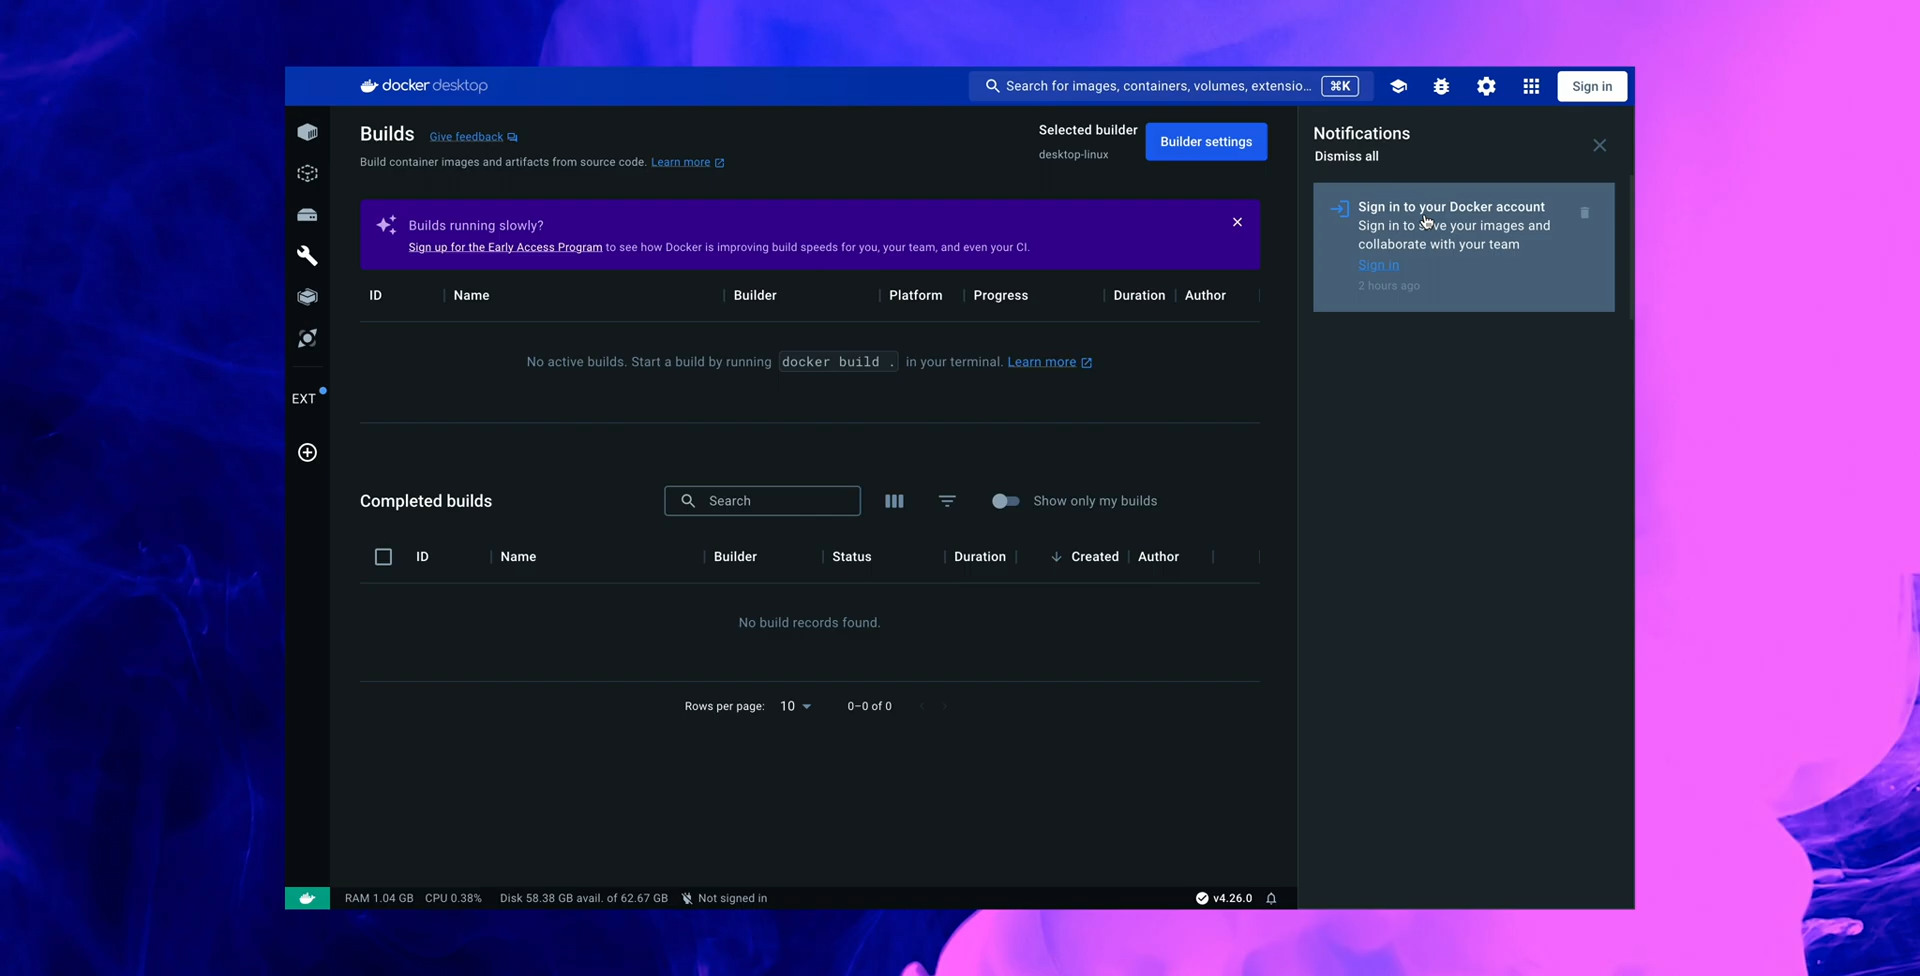 docker desktop
Search for images, containers, volumes, extensio... ⌘K
Sign in
Builds Give feedback
Build container images and artifacts from source code. Learn more
Selected builder
desktop-linux
Builder settings
Builds running slowly?
Sign up for the Early Access Program to see how Docker is improving build speeds for you, your team, and even your CI.
ID Name Builder Platform Progress Duration Author
No active builds. Start a build by running docker build . in your terminal. Learn more
EXT
Completed builds Search Show only my builds
ID Name Builder Status Duration Created Author
No build records found.
Rows per page: 10 0–0 of 0
Notifications
Dismiss all
Sign in to your Docker account
Sign in to save your images and
collaborate with your team
Sign in
2 hours ago
RAM 1.04 GB CPU 0.38% Disk 58.38 GB avail. of 62.67 GB Not signed in v4.26.0